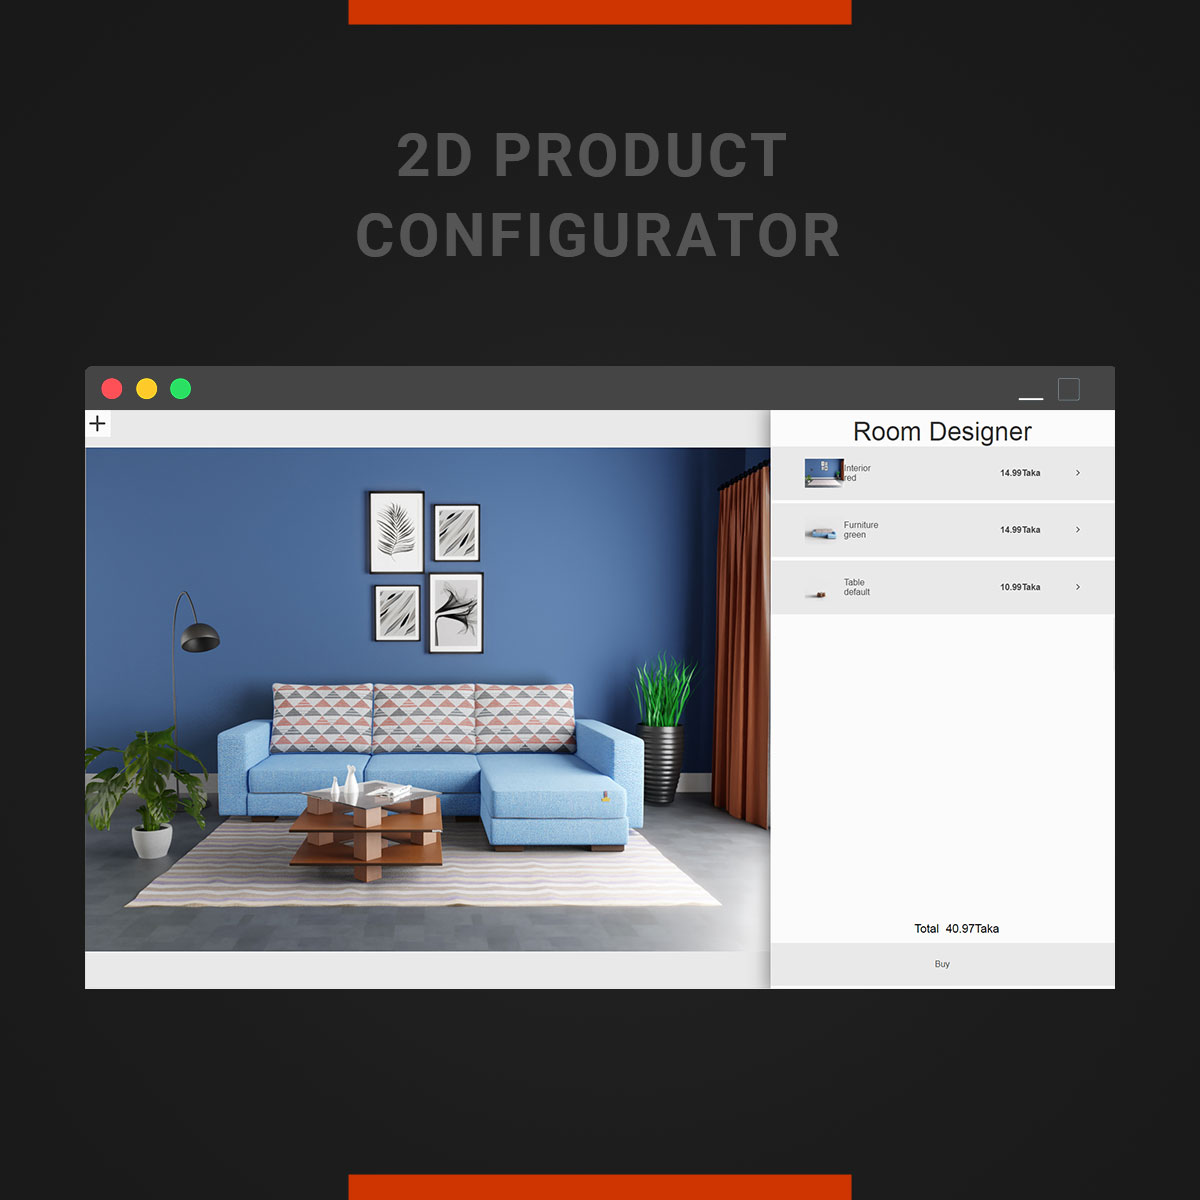 2D PRODUCT
CONFIGURATOR
Room Designer
Interior
red
14.99Taka
Furniture
green
14.99Taka
Table
default
10.99Taka
Total 40.97Taka
Buy